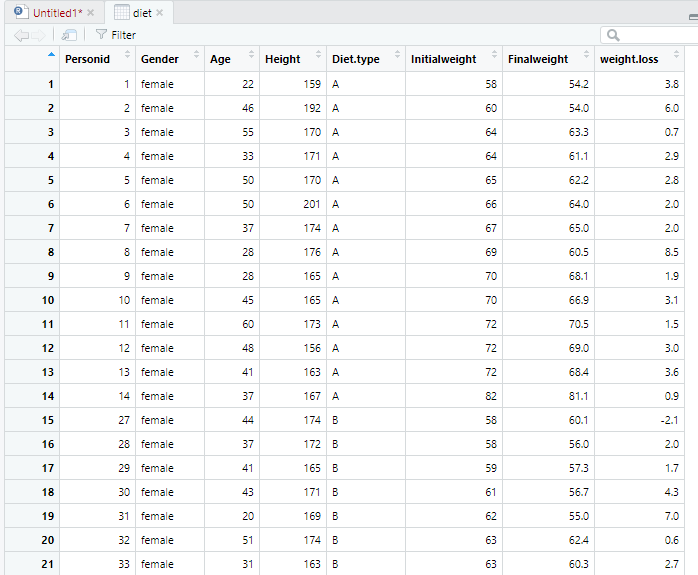 Untitled1* diet
Filter
Personid Gender Age Height Diet.type Initialweight Finalweight weight.loss
1 1 female 22 159 A 58 54.2 3.8
2 2 female 46 192 A 60 54.0 6.0
3 3 female 55 170 A 64 63.3 0.7
4 4 female 33 171 A 64 61.1 2.9
5 5 female 50 170 A 65 62.2 2.8
6 6 female 50 201 A 66 64.0 2.0
7 7 female 37 174 A 67 65.0 2.0
8 8 female 28 176 A 69 60.5 8.5
9 9 female 28 165 A 70 68.1 1.9
10 10 female 45 165 A 70 66.9 3.1
11 11 female 60 173 A 72 70.5 1.5
12 12 female 48 156 A 72 69.0 3.0
13 13 female 41 163 A 72 68.4 3.6
14 14 female 37 167 A 82 81.1 0.9
15 27 female 44 174 B 58 60.1 -2.1
16 28 female 37 172 B 58 56.0 2.0
17 29 female 41 165 B 59 57.3 1.7
18 30 female 43 171 B 61 56.7 4.3
19 31 female 20 169 B 62 55.0 7.0
20 32 female 51 174 B 63 62.4 0.6
21 33 female 31 163 B 63 60.3 2.7